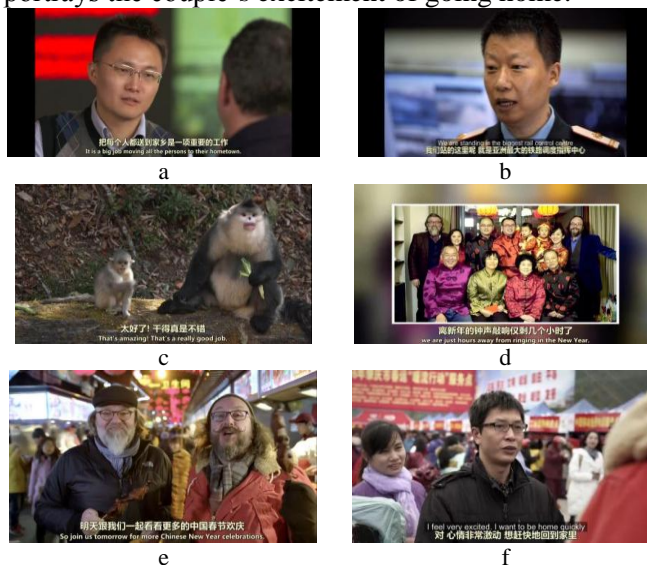 portrays the couple's excitement of going home.
把每个人都送到家乡是一项重要的工作
It is a big job moving all the persons to their hometown.
We are standing in the biggest rail control centre
我们站的这里呢 就是亚洲最大的铁路调度指挥中心
a
b
太好了! 干得真是不错
That's amazing! That's a really good job.
离新年的钟声敲响仅剩几个小时了
we are just hours away from ringing in the New Year.
c
d
明天跟我们一起看看更多的中国春节欢庆
So join us tomorrow for more Chinese New Year celebrations.
I feel very excited, I want to be home quickly
对 心情非常激动 想赶快地回到家里
e
f